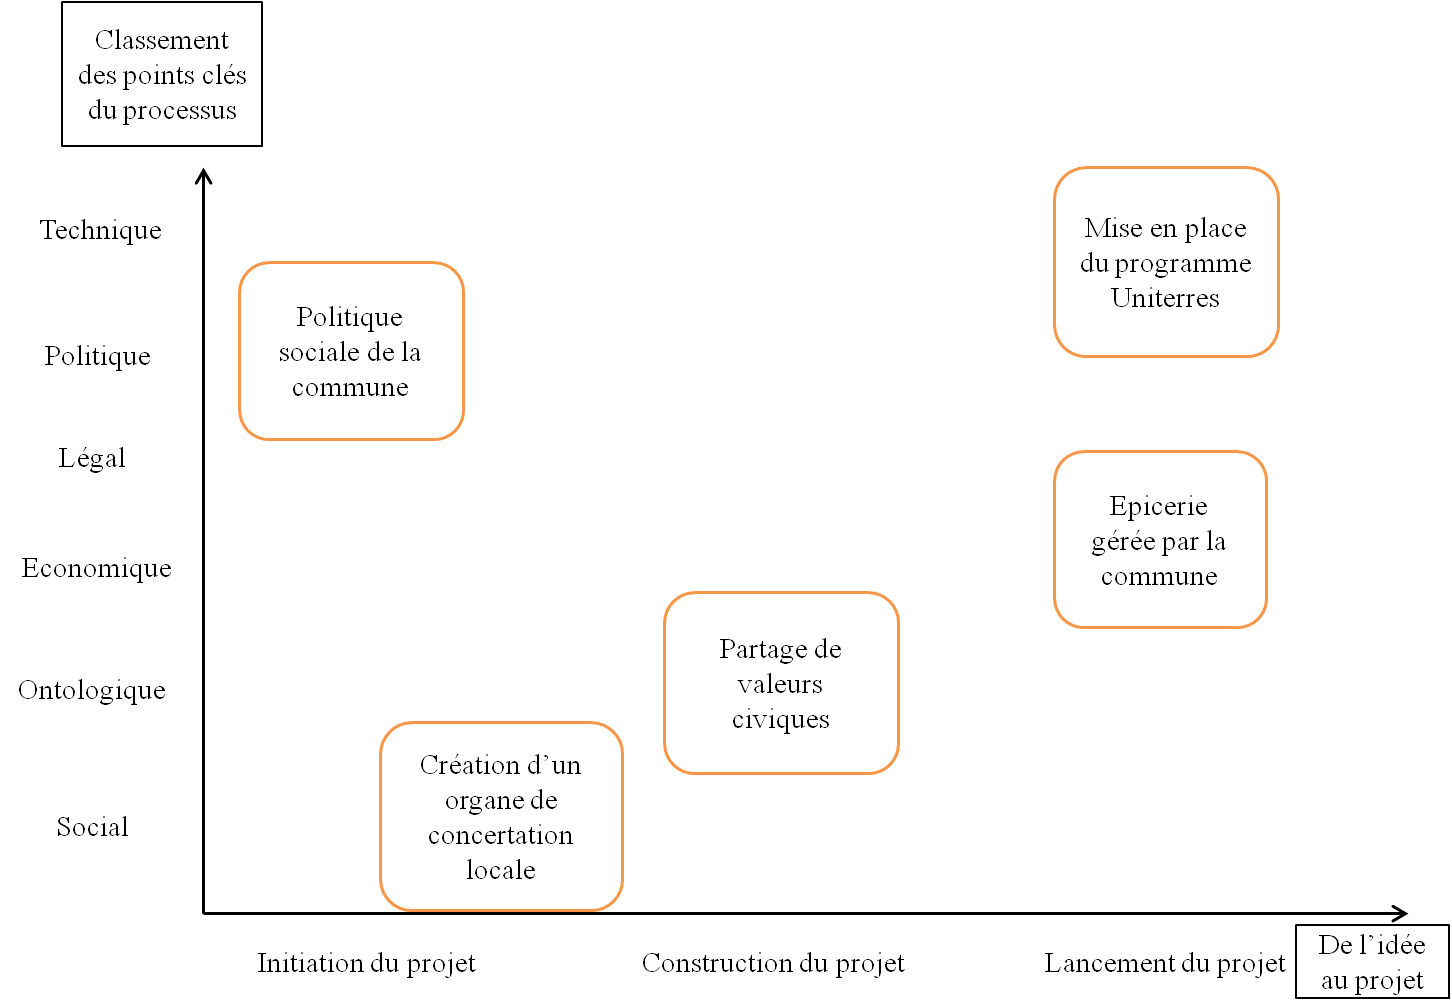 Classement
des points clés
du processus
Technique
Politique
Légal
Economique
Ontologique
Social
Politique
sociale de la
commune
Création d’un
organe de
concertation
locale
Partage de
valeurs
civiques
Mise en place
du programme
Uniterres
Epicerie
gérée par la
commune
Initiation du projet
Construction du projet
Lancement du projet
De l’idée
au projet